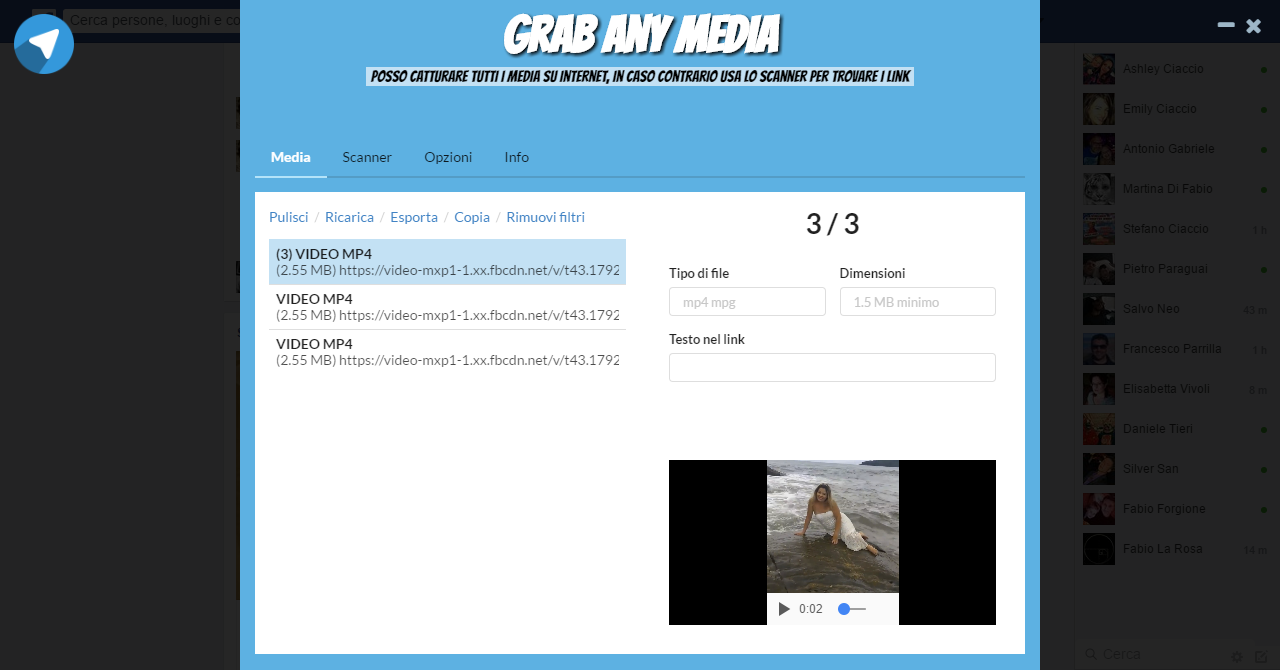 Cerca persone, luoghi e co
GRAB ANY MEDIA
POSSO CATTURARE TUTTI I MEDIA SU INTERNET, IN CASO CONTRARIO USA LO SCANNER PER TROVARE I LINK
Media Scanner Opzioni Info
Pulisci / Ricarica / Esporta / Copia / Rimuovi filtri
(3) VIDEO MP4
(2.55 MB) https://video-mxp1-1.xx.fbcdn.net/v/t43.1792
VIDEO MP4
(2.55 MB) https://video-mxp1-1.xx.fbcdn.net/v/t43.1792
VIDEO MP4
(2.55 MB) https://video-mxp1-1.xx.fbcdn.net/v/t43.1792
3 / 3
Tipo di file Dimensioni
mp4 mpg 1.5 MB minimo
Testo nel link
0:02
Ashley Ciaccio
Emily Ciaccio
Antonio Gabriele
Martina Di Fabio
Stefano Ciaccio 1 h
Pietro Paraguai
Salvo Neo 43 m
Francesco Parrilla 1 h
Elisabetta Vivoli 8 m
Daniele Tieri
Silver San
Fabio Forgione
Fabio La Rosa 14 m
Cerca